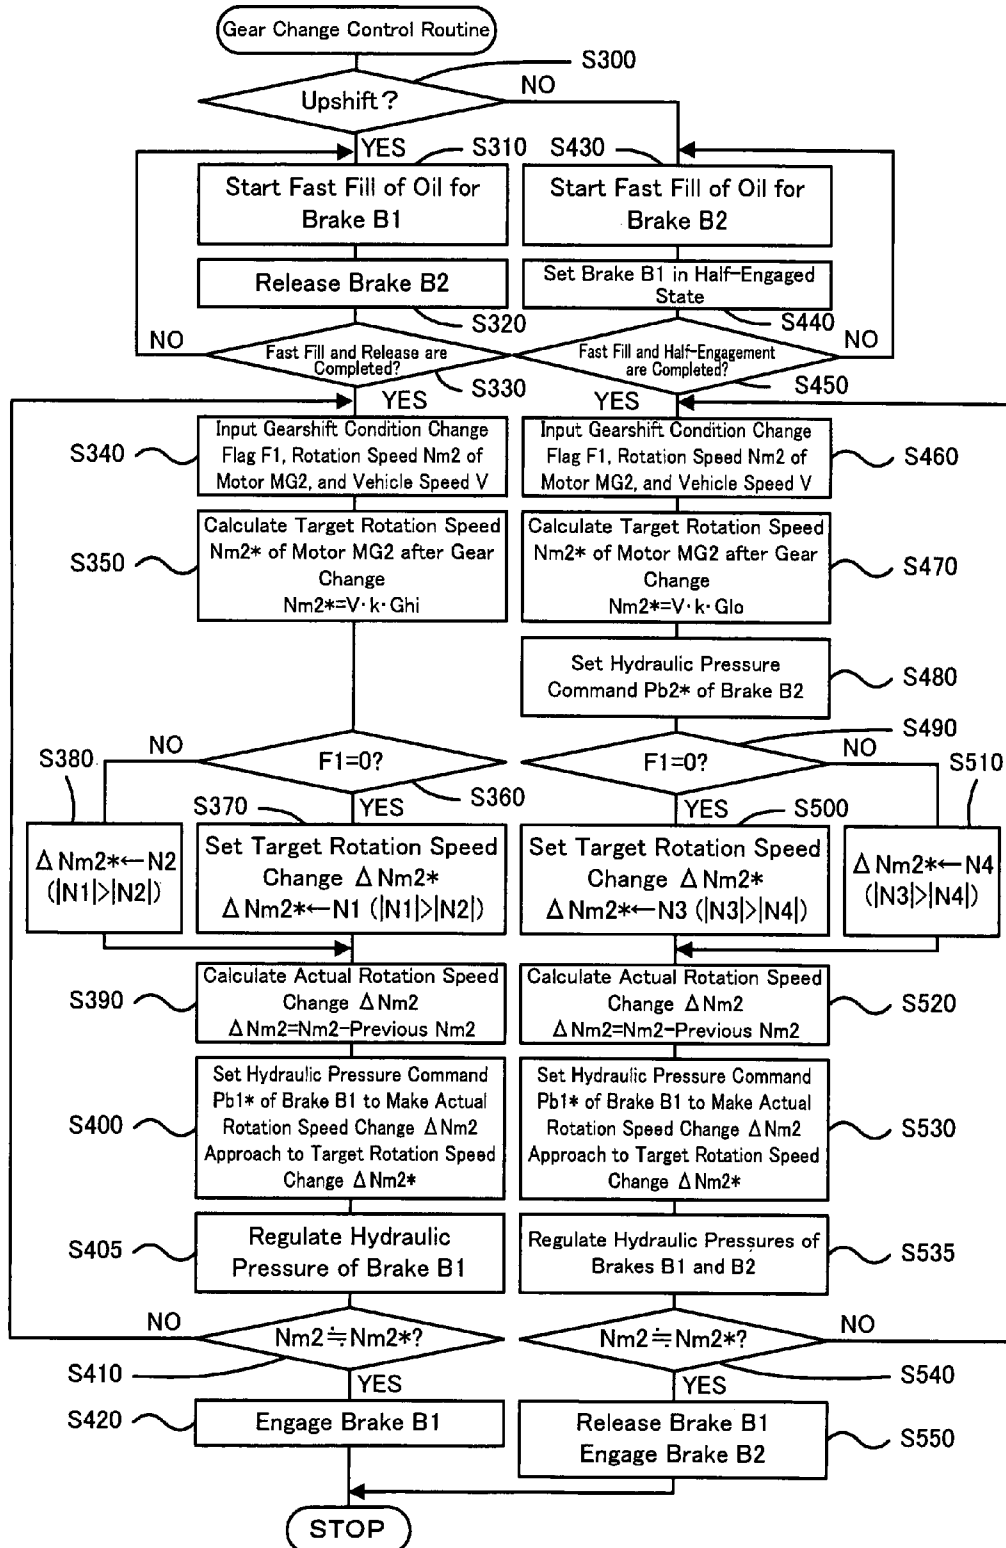 Gear Change Control Routine
S300
Upshift?
NO
YES
S310
Start Fast Fill of Oil for
Brake B1
Release Brake B2
S320
NO
Fast Fill and Release are
Completed?
S330
YES
S340
Input Gearshift Condition Change
Flag F1, Rotation Speed Nm2 of
Motor MG2, and Vehicle Speed V
S350
Calculate Target Rotation Speed
Nm2* of Motor MG2 after Gear
Change
Nm2*=V·k·Ghi
NO
F1=0?
S360
YES
S380
ΔNm2*←N2
(|N1|>|N2|)
S370
Set Target Rotation Speed
Change ΔNm2*
ΔNm2*←N1 (|N1|>|N2|)
S390
Calculate Actual Rotation Speed
Change ΔNm2
ΔNm2=Nm2-Previous Nm2
S400
Set Hydraulic Pressure Command
Pb1* of Brake B1 to Make Actual
Rotation Speed Change ΔNm2
Approach to Target Rotation Speed
Change ΔNm2*
S405
Regulate Hydraulic
Pressure of Brake B1
NO
Nm2≒Nm2*?
S410
YES
S420
Engage Brake B1
S430
Start Fast Fill of Oil for
Brake B2
Set Brake B1 in Half-Engaged
State
S440
NO
Fast Fill and Half-Engagement
are Completed?
S450
YES
Input Gearshift Condition Change
Flag F1, Rotation Speed Nm2 of
Motor MG2, and Vehicle Speed V
S460
Calculate Target Rotation Speed
Nm2* of Motor MG2 after Gear
Change
Nm2*=V·k·Glo
S470
Set Hydraulic Pressure
Command Pb2* of Brake B2
S480
S490
F1=0?
NO
YES
S500
Set Target Rotation Speed
Change ΔNm2*
ΔNm2*←N3 (|N3|>|N4|)
S510
ΔNm2*←N4
(|N3|>|N4|)
Calculate Actual Rotation Speed
Change ΔNm2
ΔNm2=Nm2-Previous Nm2
S520
Set Hydraulic Pressure Command
Pb1* of Brake B1 to Make Actual
Rotation Speed Change ΔNm2
Approach to Target Rotation Speed
Change ΔNm2*
S530
Regulate Hydraulic Pressures of
Brakes B1 and B2
S535
Nm2≒Nm2*?
NO
S540
YES
Release Brake B1
Engage Brake B2
S550
STOP